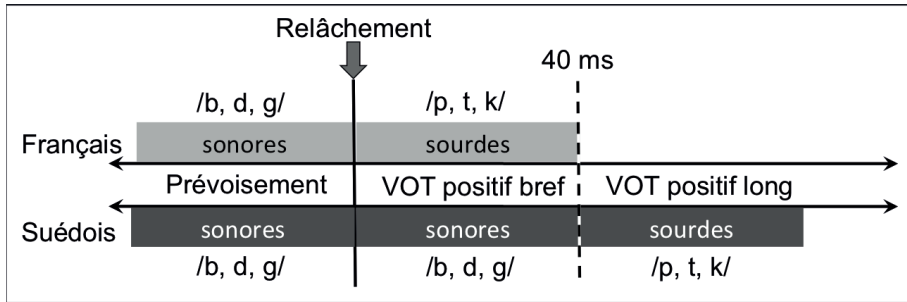 Relâchement
40 ms
/b, d, g/ /p, t, k/
Français sonores sourdes
Prévoisement VOT positif bref VOT positif long
Suédois sonores sonores sourdes
/b, d, g/ /b, d, g/ /p, t, k/